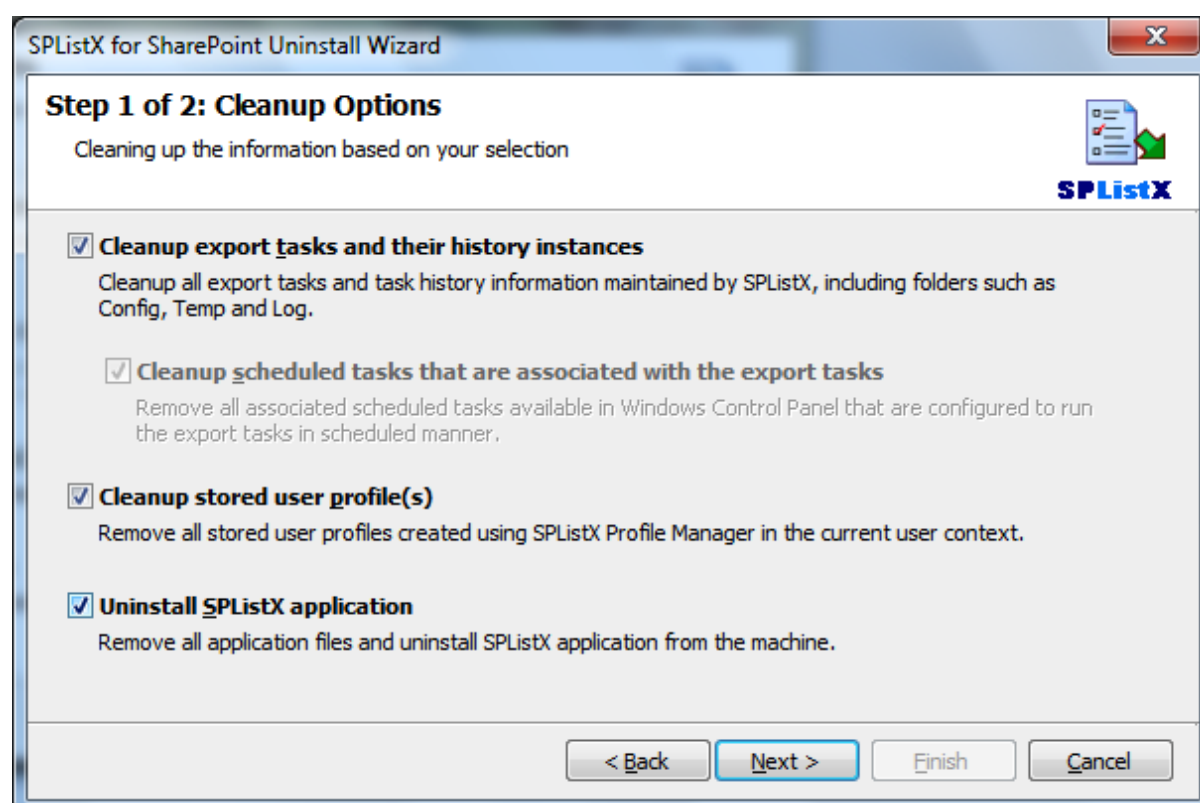 SPListX for SharePoint Uninstall Wizard
Step 1 of 2: Cleanup Options
Cleaning up the information based on your selection
SPListX
Cleanup export tasks and their history instances
Cleanup all export tasks and task history information maintained by SPListX, including folders such as
Config, Temp and Log.
Cleanup scheduled tasks that are associated with the export tasks
Remove all associated scheduled tasks available in Windows Control Panel that are configured to run
the export tasks in scheduled manner.
Cleanup stored user profile(s)
Remove all stored user profiles created using SPListX Profile Manager in the current user context.
Uninstall SPListX application
Remove all application files and uninstall SPListX application from the machine.
< Back Next > Finish Cancel